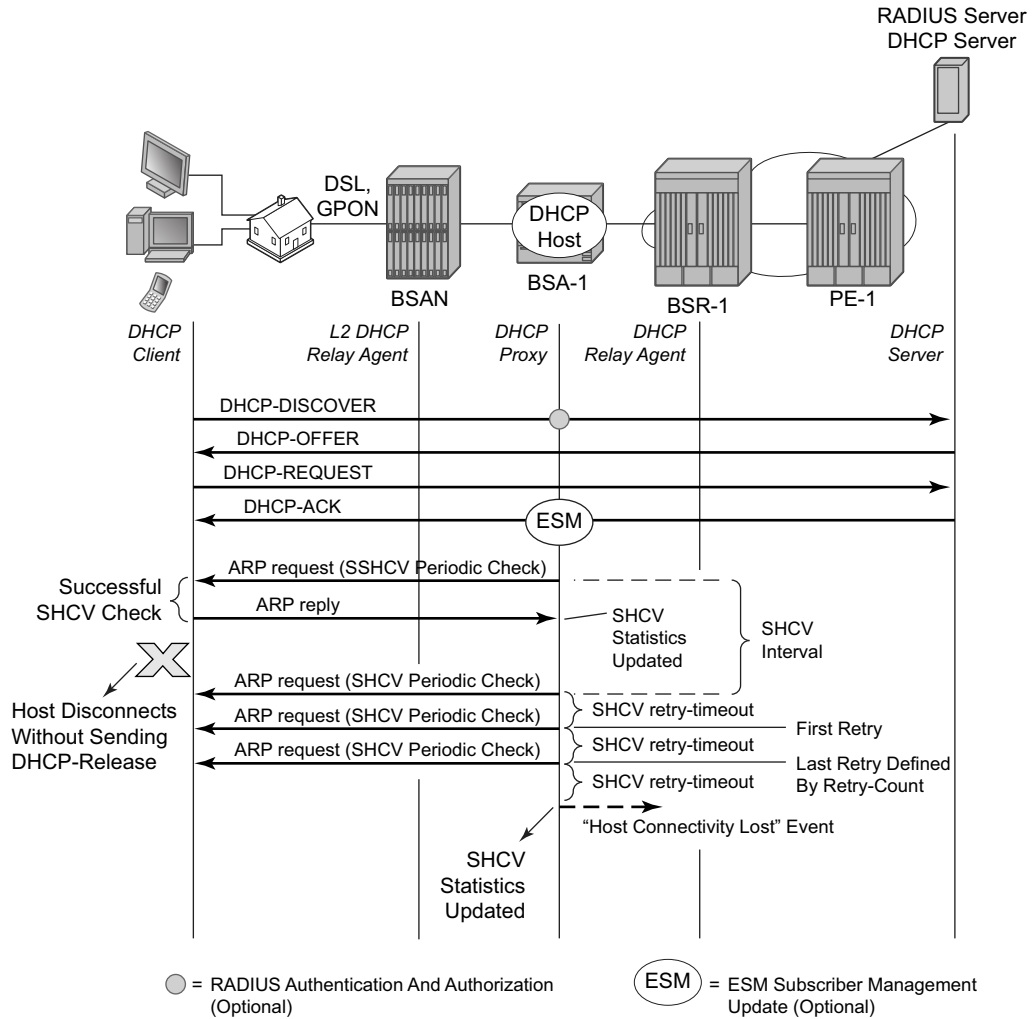 RADIUS Server
DHCP Server
DSL,
GPON
DHCP
Host
BSAN
BSA-1
BSR-1
PE-1
DHCP
Client
L2 DHCP
Relay Agent
DHCP
Proxy
DHCP
Relay Agent
DHCP
Server
DHCP-DISCOVER
DHCP-OFFER
DHCP-REQUEST
DHCP-ACK
ESM
ARP request (SSHCV Periodic Check)
Successful
SHCV Check
ARP reply
SHCV
Statistics
Updated
SHCV
Interval
ARP request (SHCV Periodic Check)
Host Disconnects
Without Sending
DHCP-Release
SHCV retry-timeout
ARP request (SHCV Periodic Check)
First Retry
SHCV retry-timeout
ARP request (SHCV Periodic Check)
Last Retry Defined
By Retry-Count
SHCV retry-timeout
“Host Connectivity Lost” Event
SHCV
Statistics
Updated
= RADIUS Authentication And Authorization
(Optional)
ESM = ESM Subscriber Management
Update (Optional)